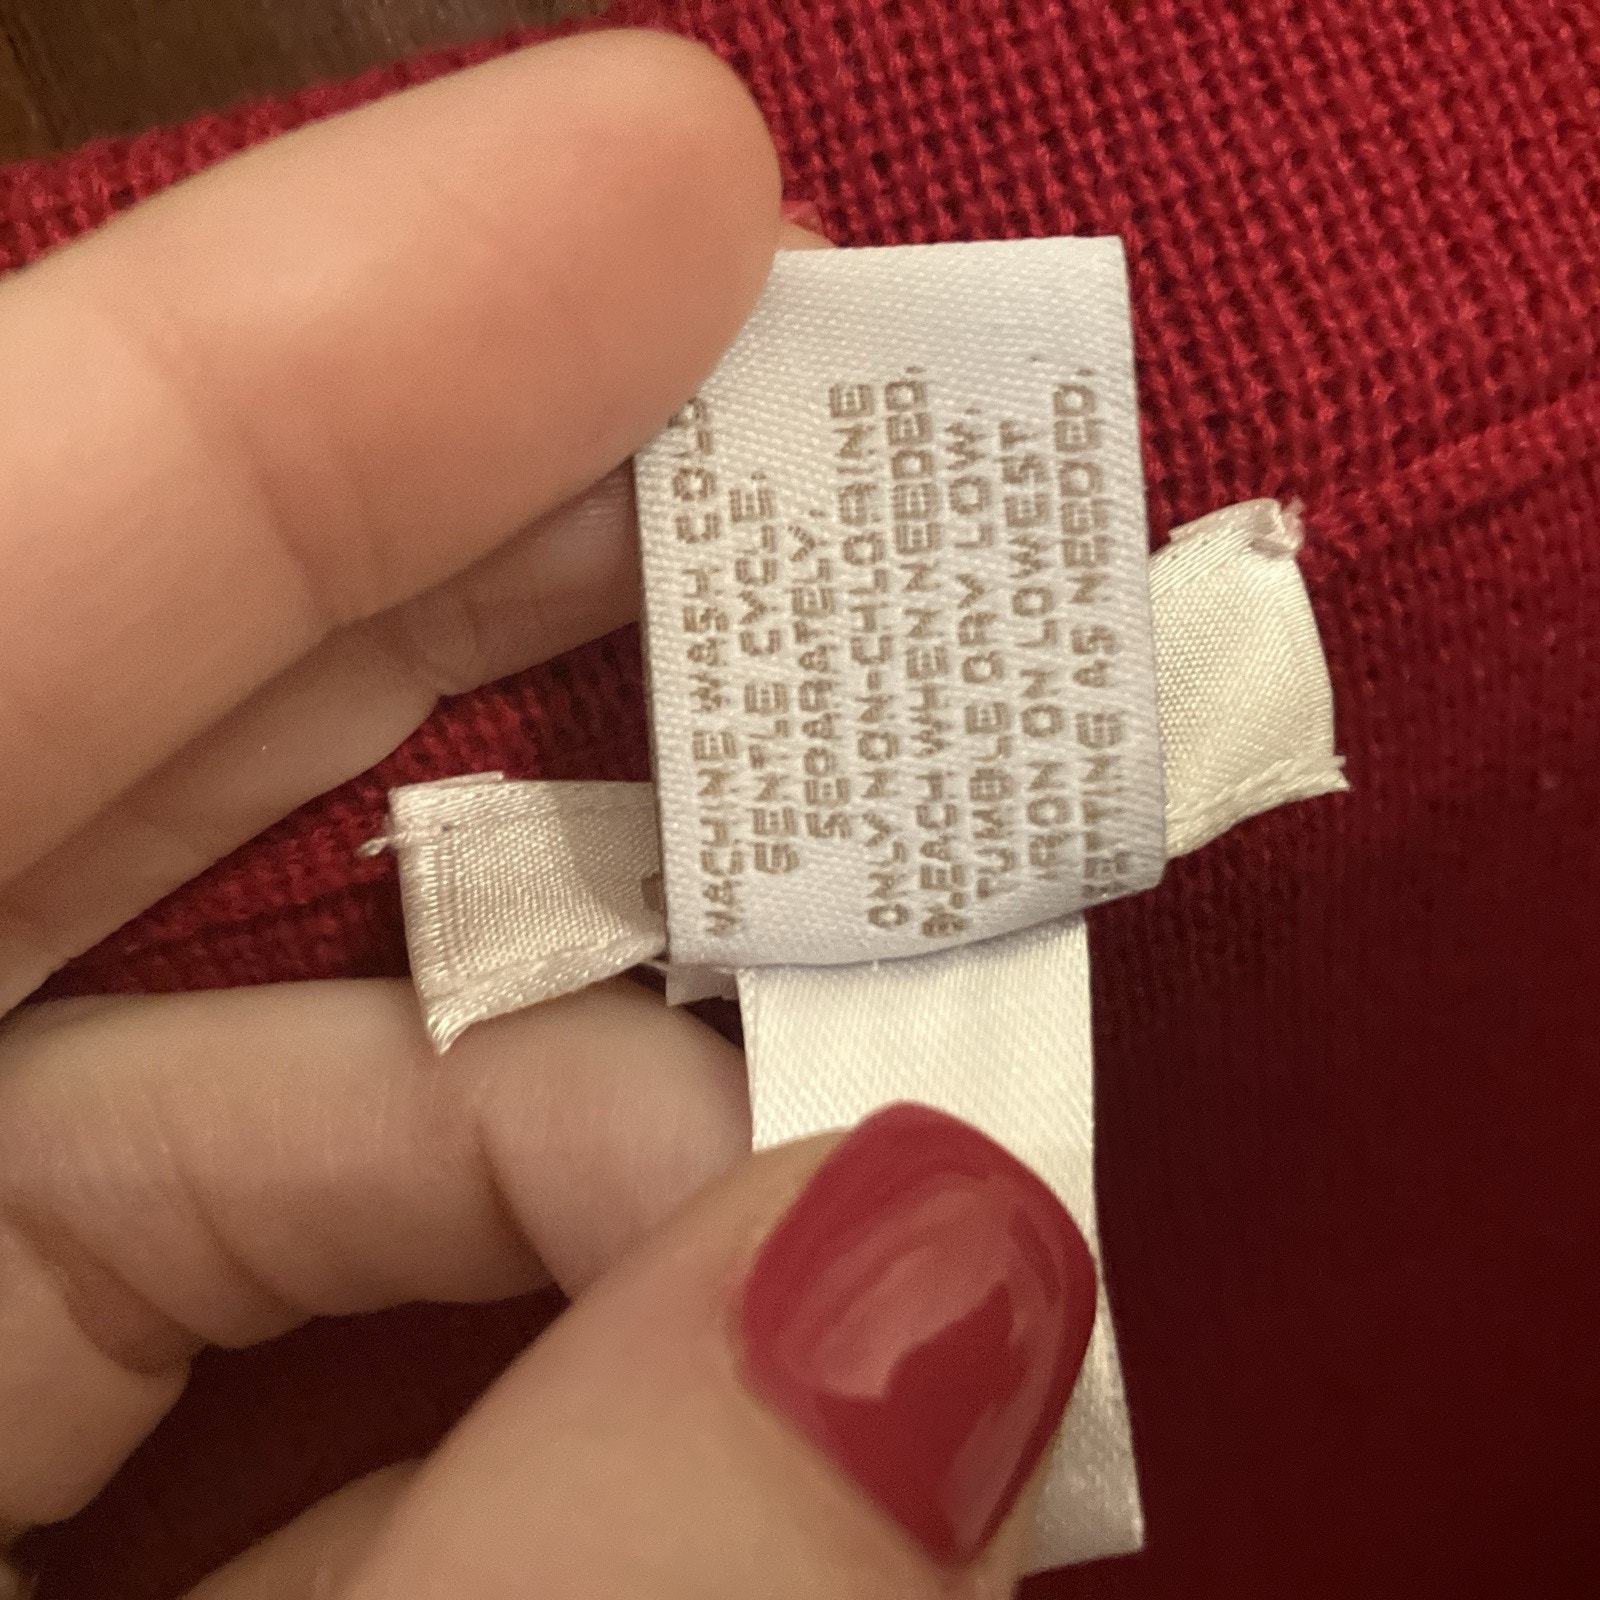 MACHINE WASH COLD
GENTLE CYCLE,
SEPARATELY.
ONLY NON-CHLORINE
BLEACH WHEN NEEDED.
TUMBLE DRY LOW.
IRON ON LOWEST
SETTING AS NEEDED.